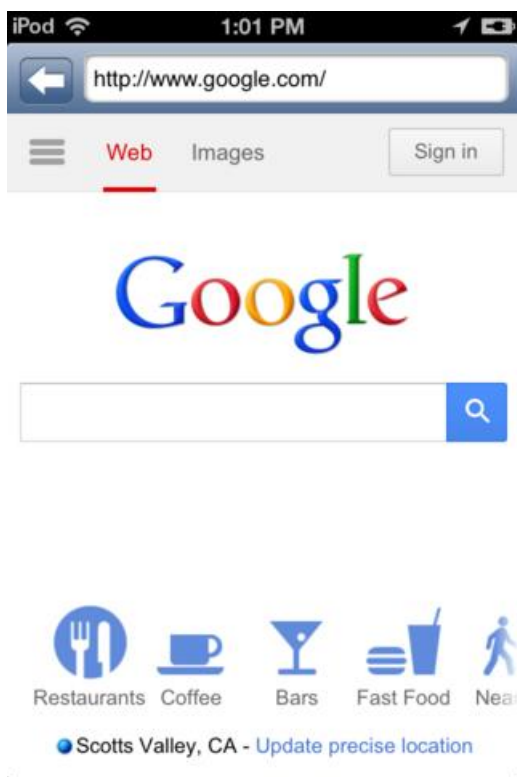 iPod 1:01 PM
http://www.google.com/
Web Images Sign in
Google
Restaurants Coffee Bars Fast Food Nea
Scotts Valley, CA - Update precise location